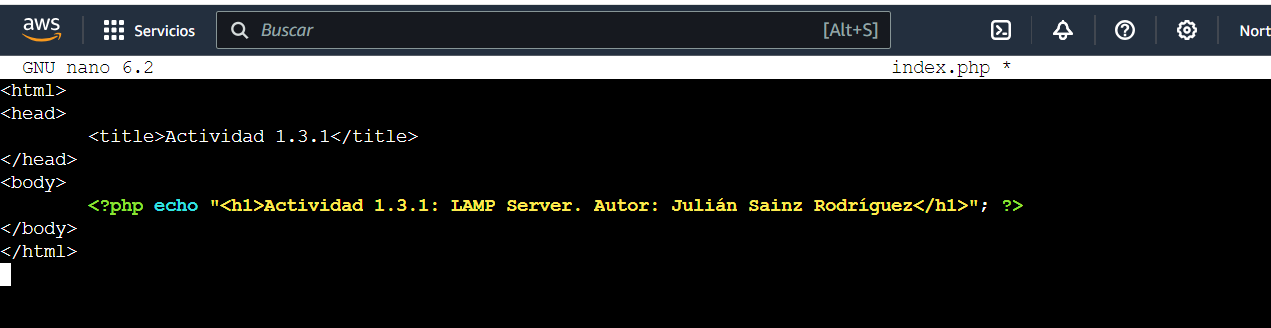 aws Servicios Buscar [Alt+S] Nort
GNU nano 6.2 index.php *
<html>
<head>
<title>Actividad 1.3.1</title>
</head>
<body>
<?php echo "<h1>Actividad 1.3.1: LAMP Server. Autor: Julián Sainz Rodríguez</h1>"; ?>
</body>
</html>